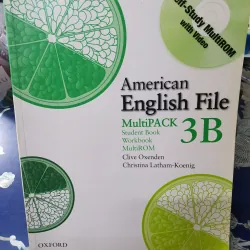 Self-Study MultiROM
with Video
American
English File
MultiPACK 3B
Student Book
Workbook
MultiROM
Clive Oxenden
Christina Latham-Koenig
OXFORD